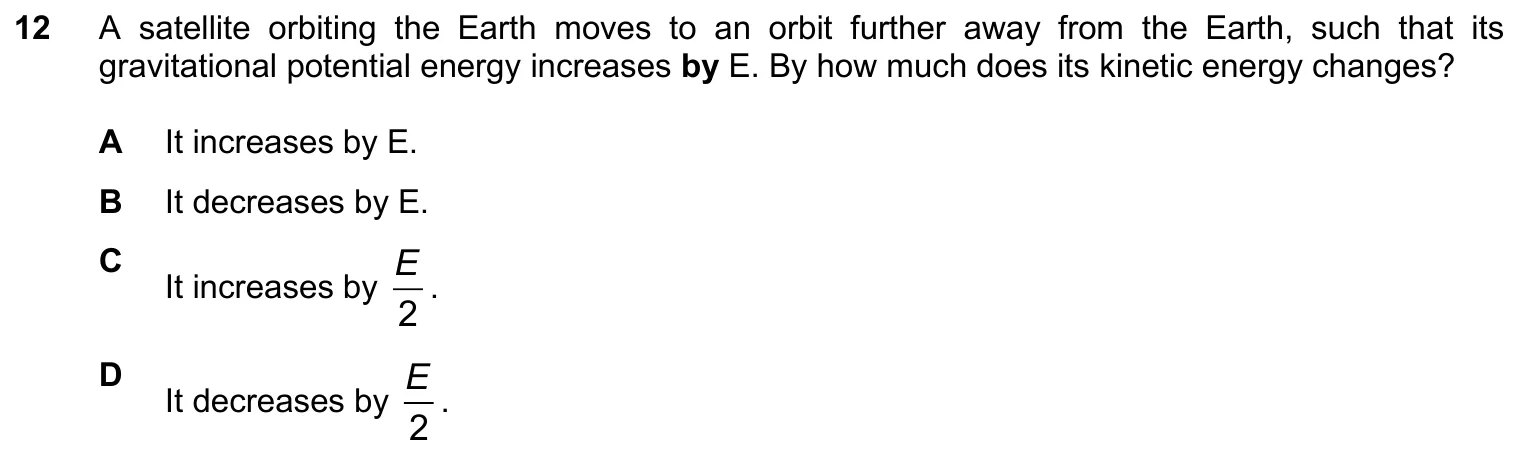 12 A satellite orbiting the Earth moves to an orbit further away from the Earth, such that its
gravitational potential energy increases by E. By how much does its kinetic energy changes?
A It increases by E.
B It decreases by E.
C It increases by E/2.
D It decreases by E/2.